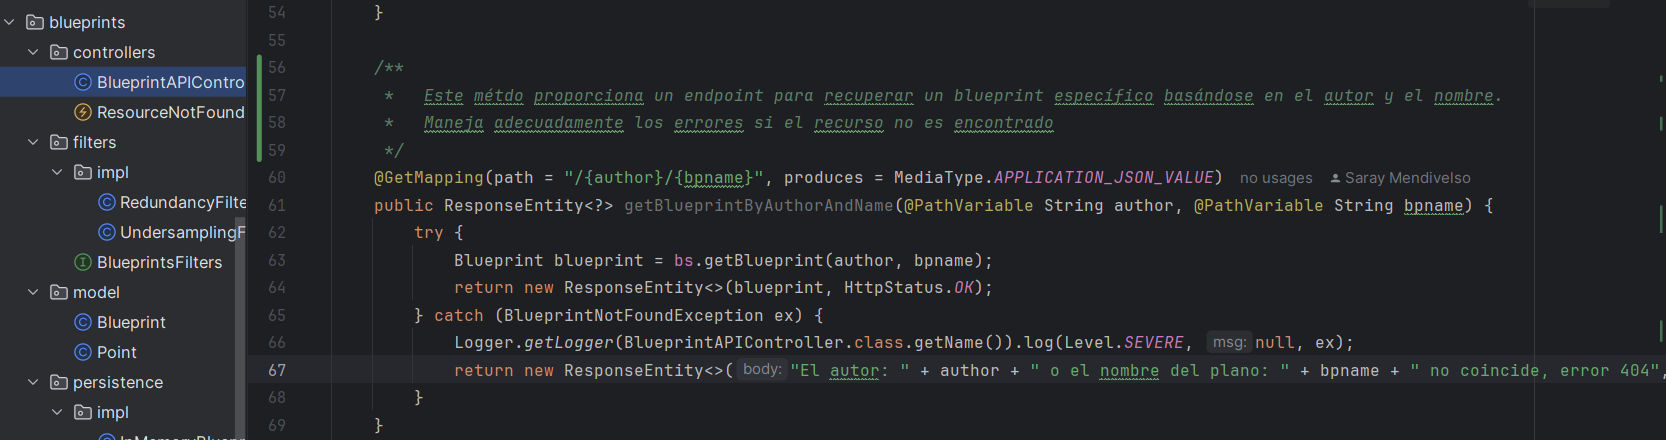 blueprints
controllers
BlueprintAPIContro
ResourceNotFound
filters
impl
RedundancyFilte
UndersamplingF
BlueprintsFilters
model
Blueprint
Point
persistence
impl
InMemoryBluepr
54 }
55
56 /**
57 * Este métdo proporciona un endpoint para recuperar un blueprint específico basándose en el autor y el nombre.
58 * Maneja adecuadamente los errores si el recurso no es encontrado
59 */
60 @GetMapping(path = "/{author}/{bpname}", produces = MediaType.APPLICATION_JSON_VALUE) no usages Saray Mendivelso
61 public ResponseEntity<?> getBlueprintByAuthorAndName(@PathVariable String author, @PathVariable String bpname) {
62 try {
63 Blueprint blueprint = bs.getBlueprint(author, bpname);
64 return new ResponseEntity<>(blueprint, HttpStatus.OK);
65 } catch (BlueprintNotFoundException ex) {
66 Logger.getLogger(BlueprintAPIController.class.getName()).log(Level.SEVERE, msg: null, ex);
67 return new ResponseEntity<>( body: "El autor: " + author + " o el nombre del plano: " + bpname + " no coincide, error 404",
68 }
69 }